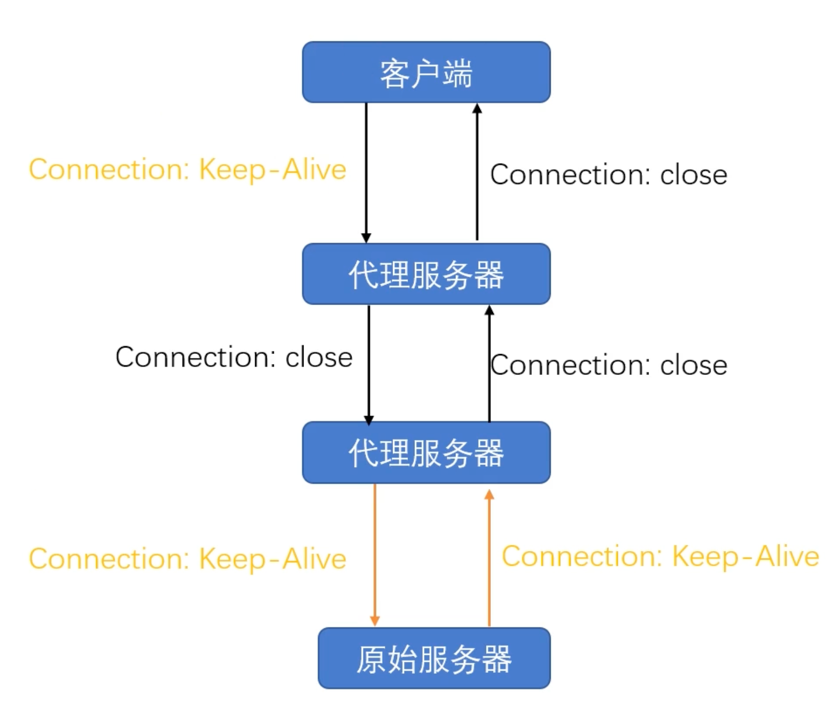 客户端
Connection: Keep-Alive
Connection: close
代理服务器
Connection: close
Connection: close
代理服务器
Connection: Keep-Alive
Connection: Keep-Alive
原始服务器